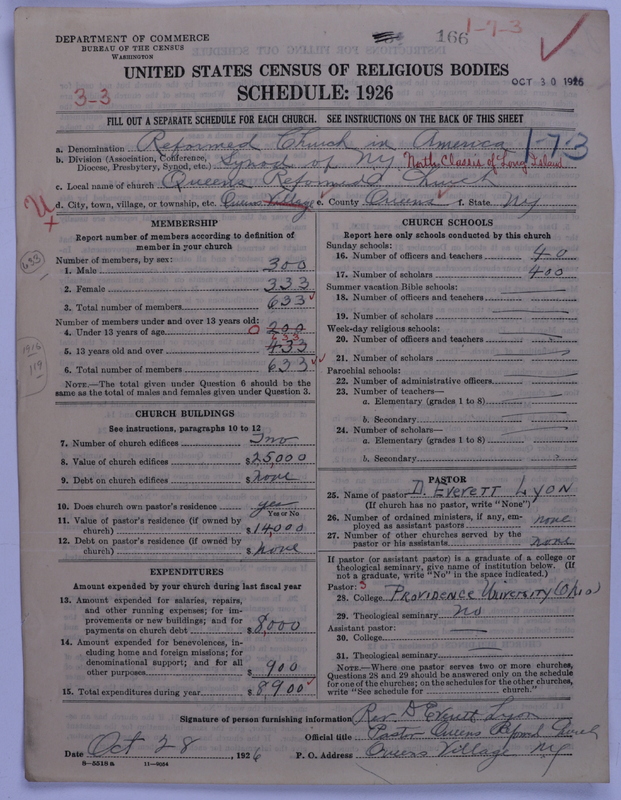 166
1-7-3
DEPARTMENT OF COMMERCE
BUREAU OF THE CENSUS
WASHINGTON
UNITED STATES CENSUS OF RELIGIOUS BODIES
OCT 30 1926
3-3
SCHEDULE: 1926
FILL OUT A SEPARATE SCHEDULE FOR EACH CHURCH. SEE INSTRUCTIONS ON THE BACK OF THIS SHEET
a. Denomination Reformed Church in America
1-7-3
b. Division (Association, Conference, Diocese, Presbytery, Synod, etc.) Synod of NY North Classis of Long Island
c. Local name of church Queens Reformed Church
d. City, town, village, or township, etc. Queens Village e. County Queens f. State NY
MEMBERSHIP
Report number of members according to definition of
member in your church
Number of members, by sex:
1. Male 300
2. Female 333
633
3. Total number of members 633
Number of members under and over 13 years old:
4. Under 13 years of age 0 200
633
5. 13 years old and over 433
1916
119
6. Total number of members 633
NOTE.—The total given under Question 6 should be the
same as the total of males and females given under Question 3.
CHURCH BUILDINGS
See instructions, paragraphs 10 to 12
7. Number of church edifices Two
8. Value of church edifices $25,000
9. Debt on church edifices $none
10. Does church own pastor's residence? yes
Yes or No
11. Value of pastor's residence (if owned by
church) $14,000
12. Debt on pastor's residence (if owned by
church) $none
EXPENDITURES
Amount expended by your church during last fiscal year
13. Amount expended for salaries, repairs,
and other running expenses; for im-
provements or new buildings; and for
payments on church debt $8,000
14. Amount expended for benevolences, in-
cluding home and foreign missions; for
denominational support; and for all
other purposes $900
15. Total expenditures during year $8900
CHURCH SCHOOLS
Report here only schools conducted by this church
Sunday schools:
16. Number of officers and teachers 40
17. Number of scholars 400
Summer vacation Bible schools:
18. Number of officers and teachers
19. Number of scholars
Week-day religious schools:
20. Number of officers and teachers
21. Number of scholars
Parochial schools:
22. Number of administrative officers
23. Number of teachers—
a. Elementary (grades 1 to 8)
b. Secondary
24. Number of scholars—
a. Elementary (grades 1 to 8)
b. Secondary
PASTOR
25. Name of pastor D. Everett Lyon
(If church has no pastor, write "None")
26. Number of ordained ministers, if any, em-
ployed as assistant pastors none
27. Number of other churches served by the
pastor or his assistants none
If pastor (or assistant pastor) is a graduate of a college or
theological seminary, give name of institution below. (If
not a graduate, write "No" in the space indicated.)
Pastor: 3
28. College Providence University (Ohio)
29. Theological seminary no
Assistant pastor:
30. College
31. Theological seminary
NOTE.—Where one pastor serves two or more churches,
Questions 28 and 29 should be answered only on the schedule
for one of the churches; on the schedules for the other churches,
write "See schedule for church."
Signature of person furnishing information Rev D Everett Lyon
Official title Pastor Queens Reformed Church
Date Oct 28, 1926 P. O. Address Queens Village NY
8—5518a 11—9024